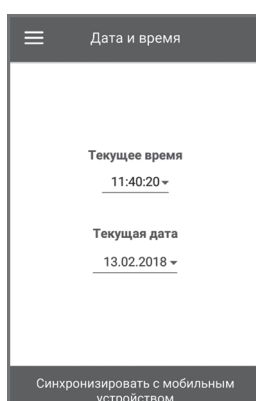 Дата и время
Текущее время
11:40:20
Текущая дата
13.02.2018
Синхронизировать с мобильным
устройством